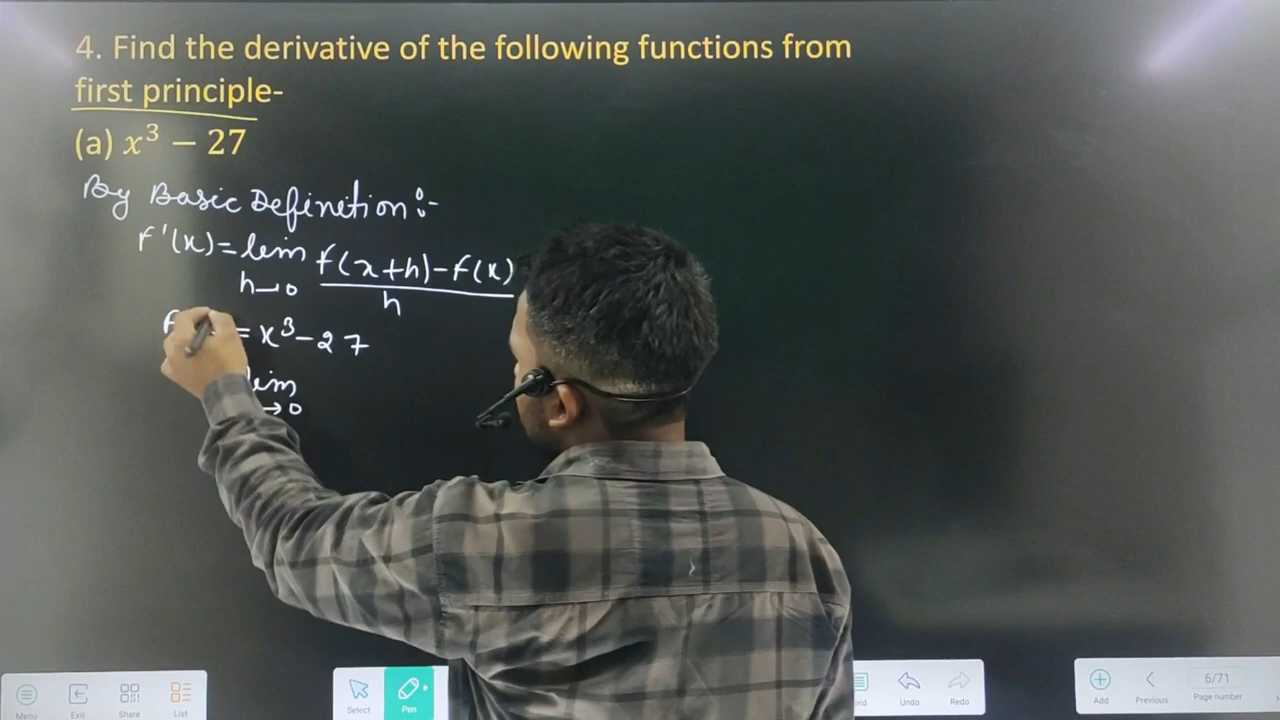 4. Find the derivative of the following functions from
first principle-
(a) x³ − 27
By Basic Definetion :-
f'(x) = lim f(x+h)-f(x)
h→0 h
= x³-27
lim
→0
Menu
Exit
Share
List
Select
Pen
Undo
Redo
Add
Previous
6/71
Page number